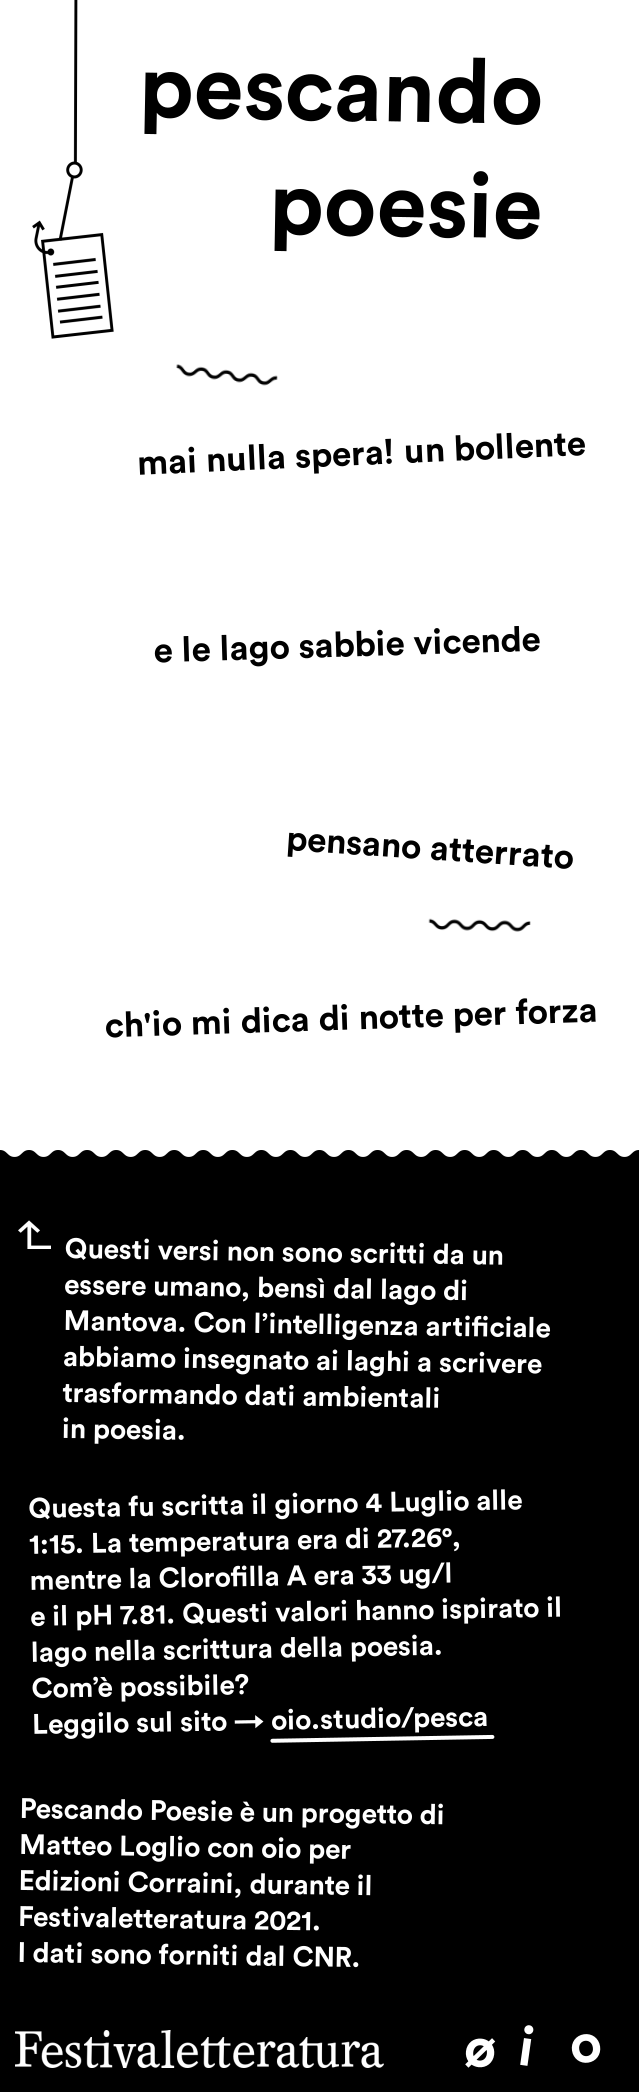 pescando
poesie
mai nulla spera! un bollente
e le lago sabbie vicende
pensano atterrato
ch'io mi dica di notte per forza
Questi versi non sono scritti da un
essere umano, bensì dal lago di
Mantova. Con l’intelligenza artificiale
abbiamo insegnato ai laghi a scrivere
trasformando dati ambientali
in poesia.
Questa fu scritta il giorno 4 Luglio alle
1:15. La temperatura era di 27.26°,
mentre la Clorofilla A era 33 ug/l
e il pH 7.81. Questi valori hanno ispirato il
lago nella scrittura della poesia.
Com’è possibile?
Leggilo sul sito → oio.studio/pesca
Pescando Poesie è un progetto di
Matteo Loglio con oio per
Edizioni Corraini, durante il
Festivaletteratura 2021.
I dati sono forniti dal CNR.
Festivaletteratura ø i o